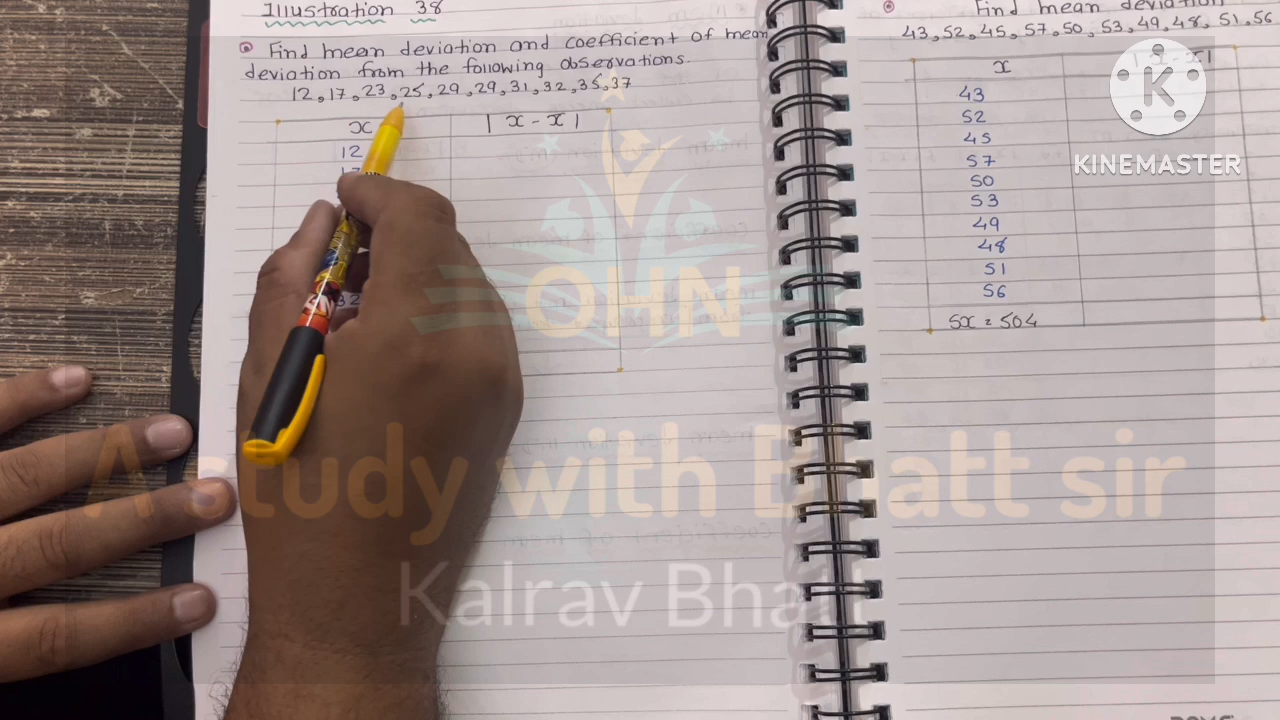 Illustration 38
Find mean deviation and coefficient of mean
deviation from the following observations.
12, 17, 23, 25, 29, 29, 31, 32, 35, 37
x | x - x̄ |
12
17
32
Find mean deviation
43, 52, 45, 57, 50, 53, 49, 48, 51, 56
x
43
52
45
57
50
53
49
48
51
56
Σx = 504
KINEMASTER
OHN
A study with Bhatt sir
Kalrav Bhatt